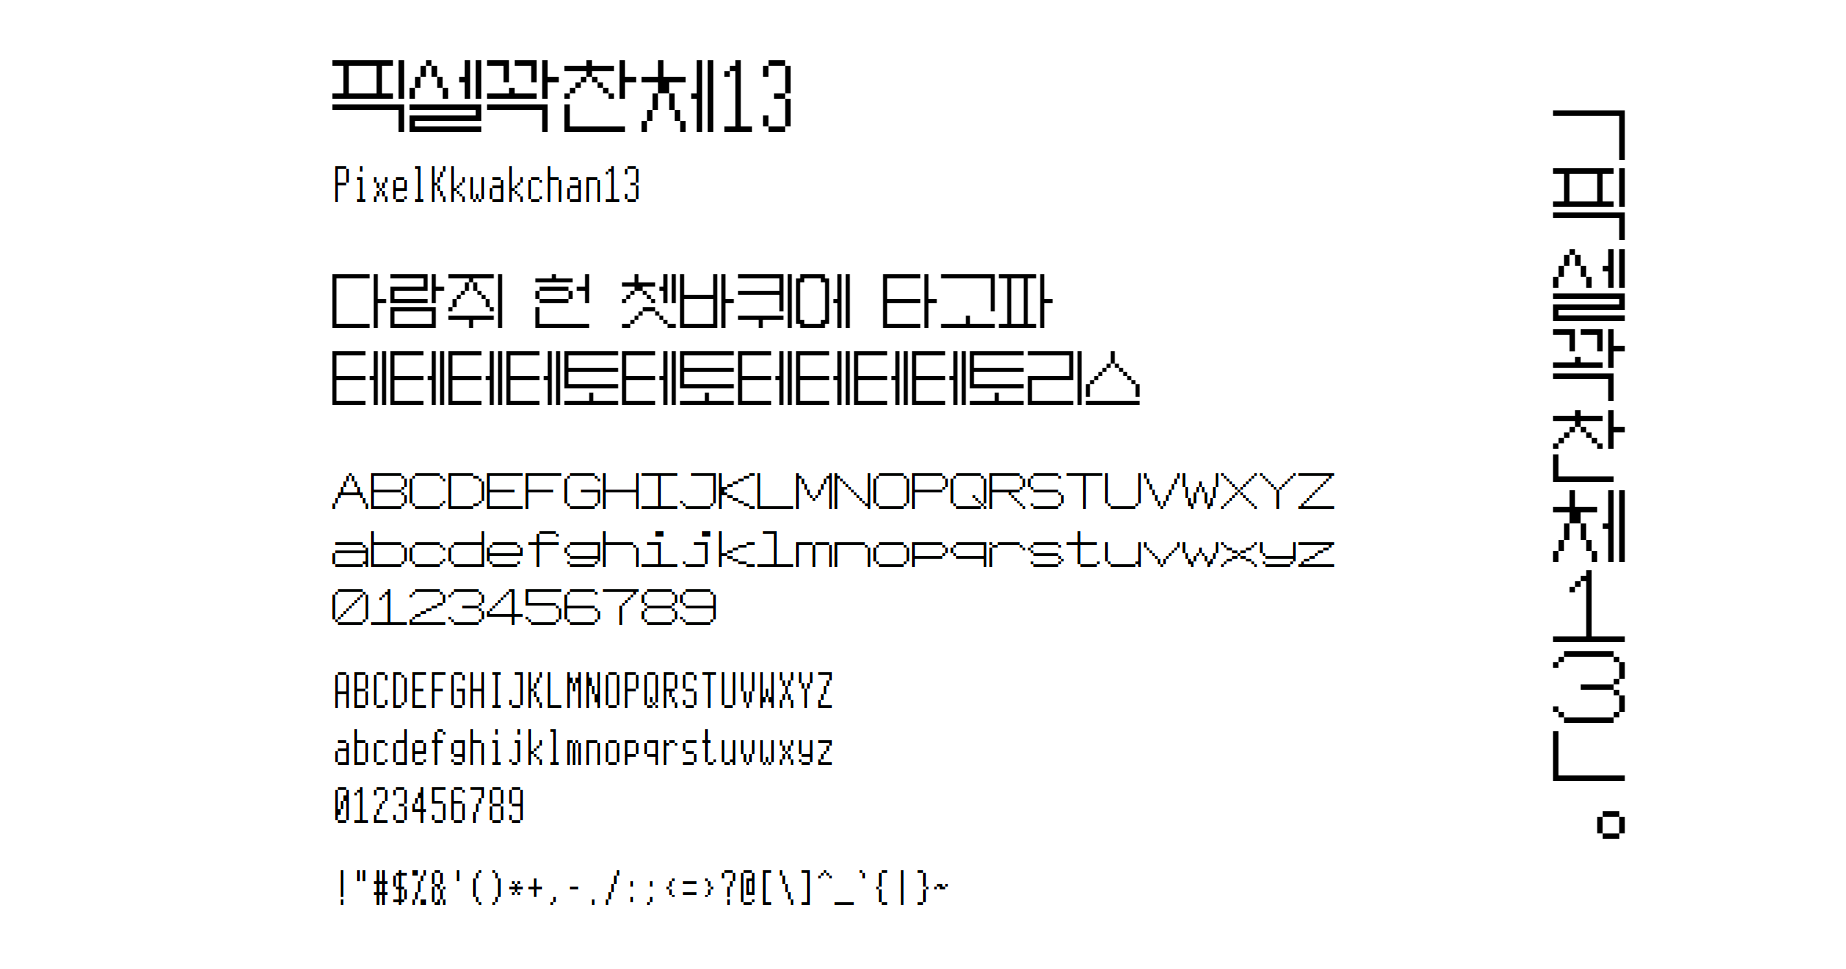 픽셀꽉찬체13
PixelKkwakchan13
다람쥐 헌 쳇바퀴에 타고파
테테테테토테토테테테테토리스
ABCDEFGHIJKLMNOPQRSTUVWXYZ
abcdefghijklmnopqrstuvwxyz
0123456789
ABCDEFGHIJKLMNOPQRSTUVWXYZ
abcdefghijklmnopqrstuvwxyz
0123456789
!"#$%&'()*+,-./:;<=>?@[\]^_`{|}~
「픽셀꽉찬체13」。